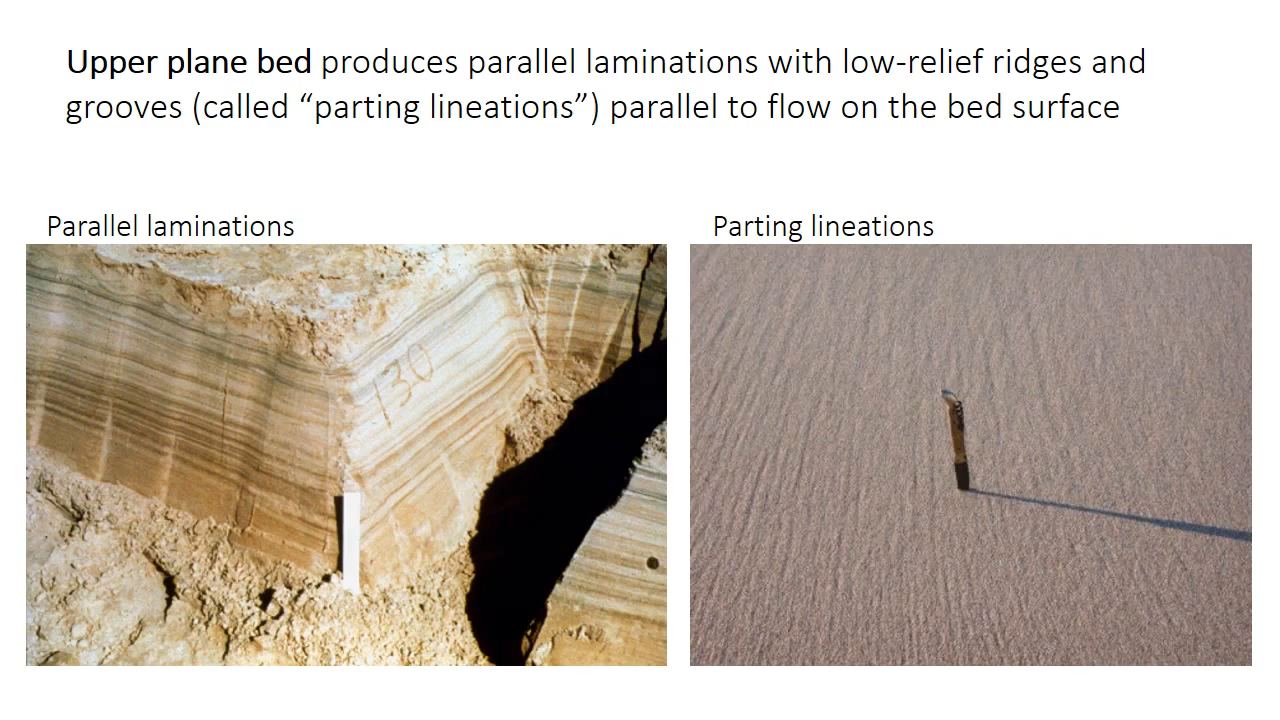 Upper plane bed produces parallel laminations with low-relief ridges and
grooves (called “parting lineations”) parallel to flow on the bed surface
Parallel laminations
Parting lineations
130